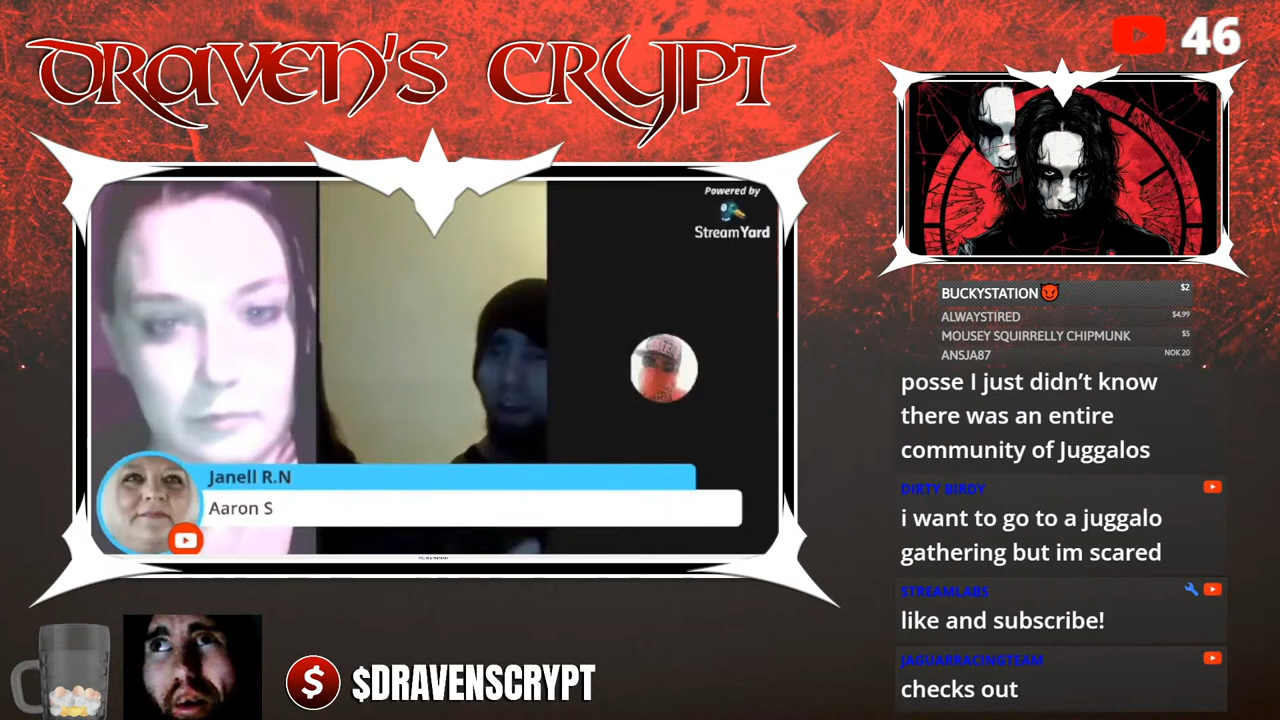 DRAVEN'S CRYPT
46
Powered by
StreamYard
Janell R.N
Aaron S
$DRAVENSCRYPT
BUCKYSTATION $2
ALWAYSTIRED $4.99
MOUSEY SQUIRRELLY CHIPMUNK $5
ANSJA87 NOK 20
posse I just didn't know
there was an entire
community of Juggalos
DIRTY BIRDY
i want to go to a juggalo
gathering but im scared
STREAMLABS
like and subscribe!
JAGUARRACINGTEAM
checks out